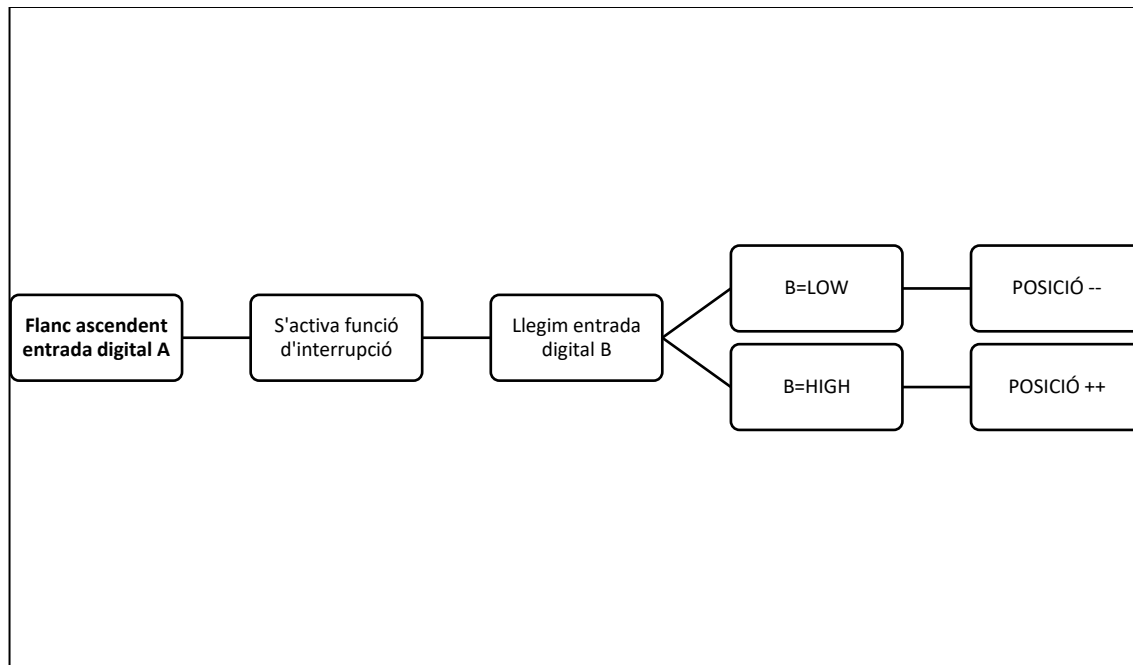 Flanc ascendent
entrada digital A
S'activa funció
d'interrupció
Llegim entrada
digital B
B=LOW
POSICIÓ --
B=HIGH
POSICIÓ ++